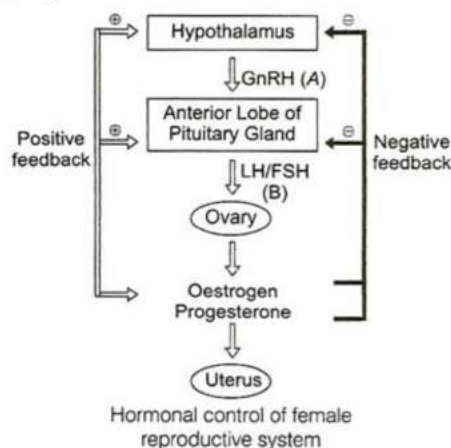 ⊕
⊖
Hypothalamus
GnRH (A)
⊕
⊖
Anterior Lobe of
Pituitary Gland
Positive
feedback
Negative
feedback
LH/FSH
(B)
Ovary
Oestrogen
Progesterone
Uterus
Hormonal control of female
reproductive system